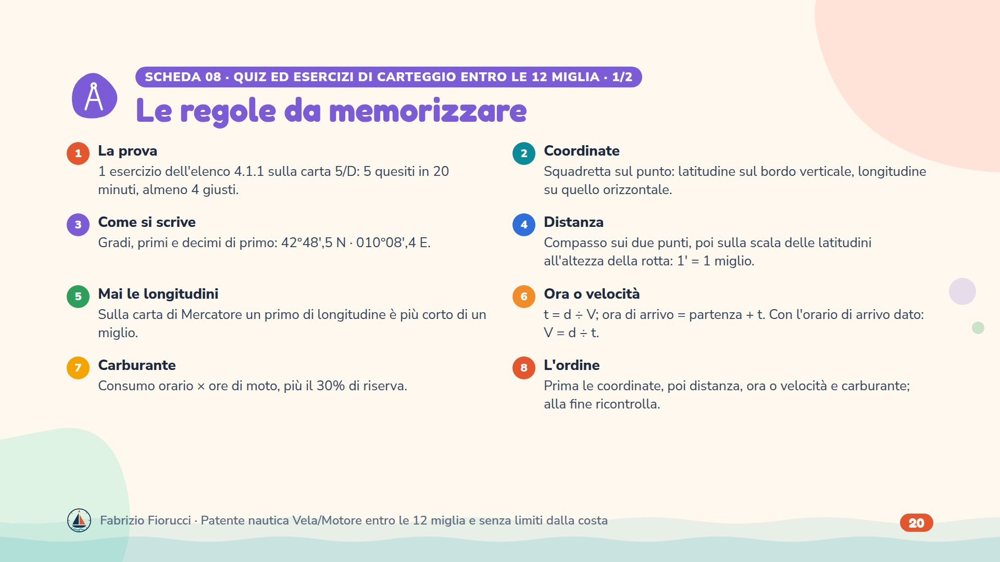 SCHEDA 08 · QUIZ ED ESERCIZI DI CARTEGGIO ENTRO LE 12 MIGLIA · 1/2
Le regole da memorizzare
1
La prova
1 esercizio dell'elenco 4.1.1 sulla carta 5/D: 5 quesiti in 20
minuti, almeno 4 giusti.
2
Coordinate
Squadretta sul punto: latitudine sul bordo verticale, longitudine
su quello orizzontale.
3
Come si scrive
Gradi, primi e decimi di primo: 42°48',5 N · 010°08',4 E.
4
Distanza
Compasso sui due punti, poi sulla scala delle latitudini
all'altezza della rotta: 1' = 1 miglio.
5
Mai le longitudini
Sulla carta di Mercatore un primo di longitudine è più corto di un
miglio.
6
Ora o velocità
t = d ÷ V; ora di arrivo = partenza + t. Con l'orario di arrivo dato:
V = d ÷ t.
7
Carburante
Consumo orario × ore di moto, più il 30% di riserva.
8
L'ordine
Prima le coordinate, poi distanza, ora o velocità e carburante;
alla fine ricontrolla.
Fabrizio Fiorucci · Patente nautica Vela/Motore entro le 12 miglia e senza limiti dalla costa
20